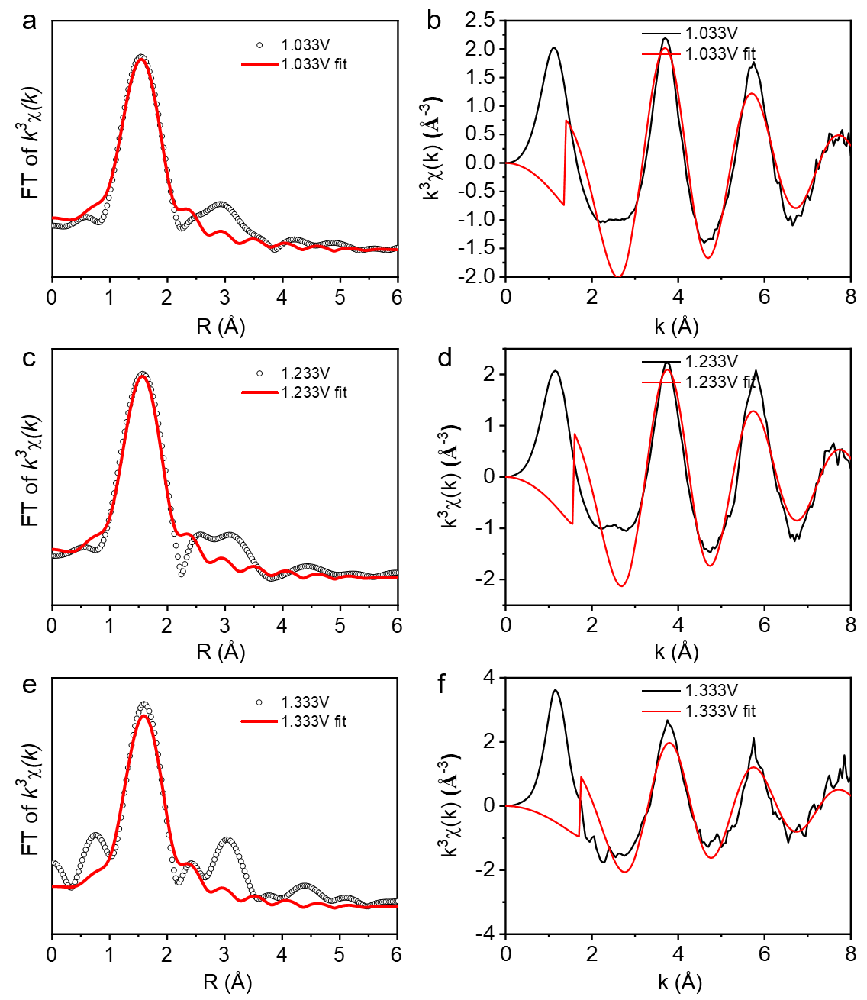 a
FT of k³χ(k)
1.033V
1.033V fit
0 1 2 3 4 5 6
R (Å)
b
k³χ(k) (Å⁻³)
2.5
2.0
1.5
1.0
0.5
0.0
-0.5
-1.0
-1.5
-2.0
1.033V
1.033V fit
0 2 4 6 8
k (Å)
c
FT of k³χ(k)
1.233V
1.233V fit
0 1 2 3 4 5 6
R (Å)
d
k³χ(k) (Å⁻³)
2
1
0
-1
-2
1.233V
1.233V fit
0 2 4 6 8
k (Å)
e
FT of k³χ(k)
1.333V
1.333V fit
0 1 2 3 4 5 6
R (Å)
f
k³χ(k) (Å⁻³)
4
2
0
-2
-4
1.333V
1.333V fit
0 2 4 6 8
k (Å)